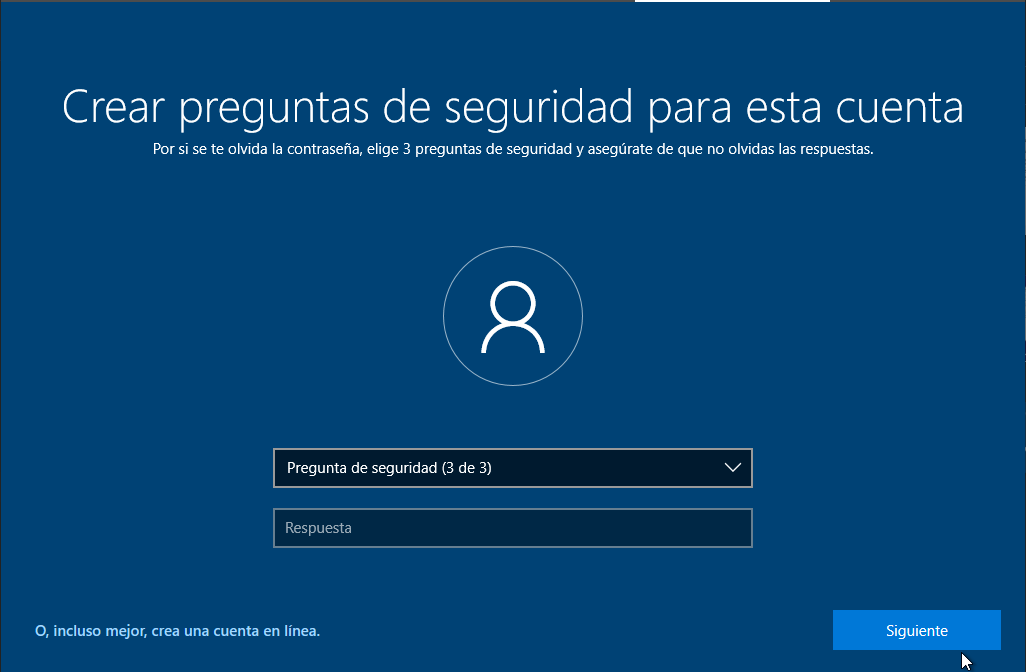 Crear preguntas de seguridad para esta cuenta
Por si se te olvida la contraseña, elige 3 preguntas de seguridad y asegúrate de que no olvidas las respuestas.
Pregunta de seguridad (3 de 3)
Respuesta
O, incluso mejor, crea una cuenta en línea.
Siguiente